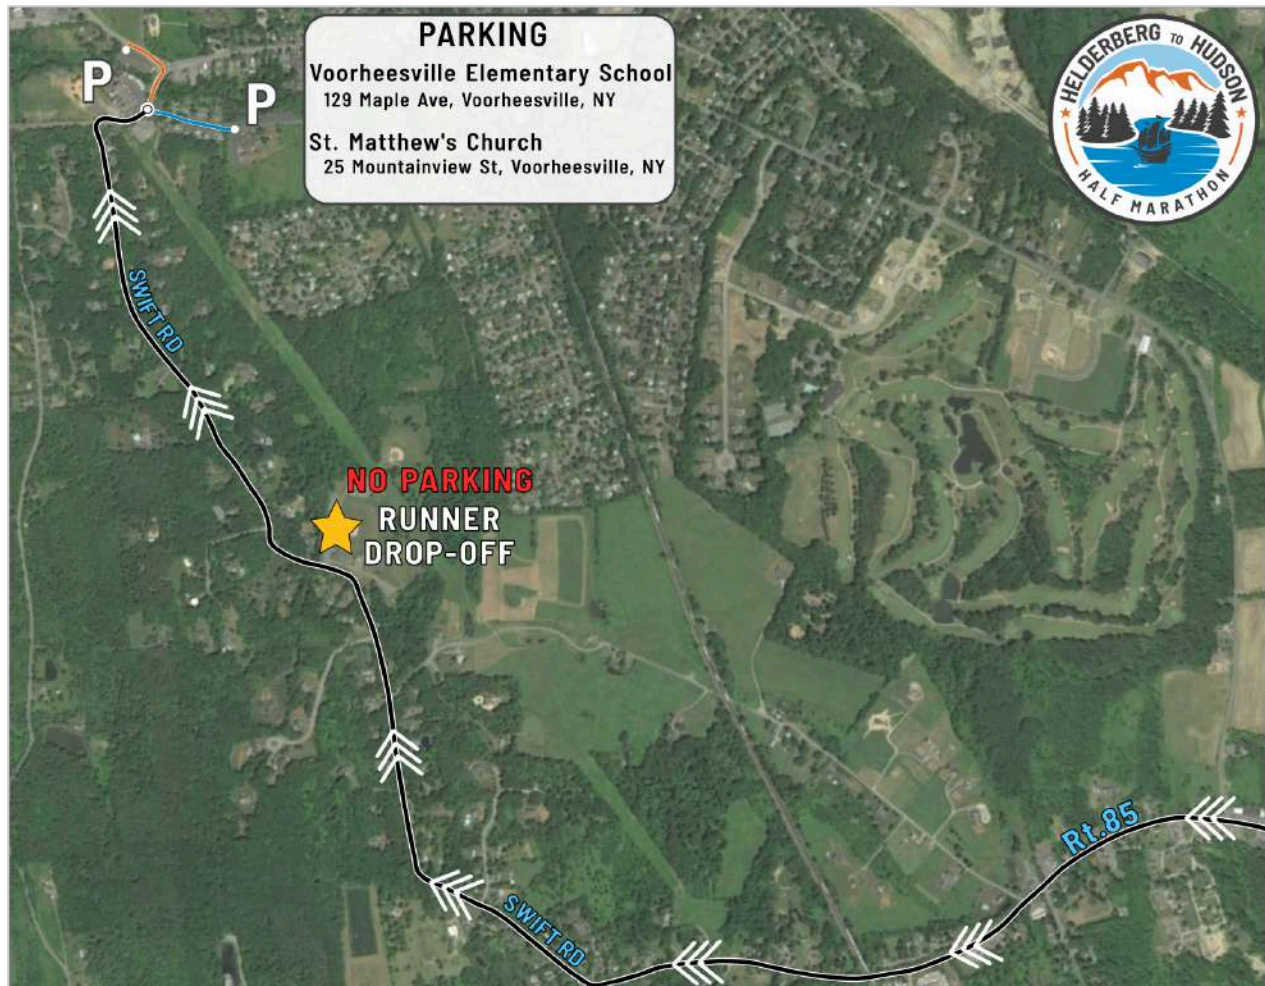 PARKING
Voorheesville Elementary School
129 Maple Ave, Voorheesville, NY
St. Matthew's Church
25 Mountainview St, Voorheesville, NY
HELDERBERG TO HUDSON
HALF MARATHON
P
P
SWIFT RD
NO PARKING
RUNNER
DROP-OFF
Rt.85
SWIFT RD